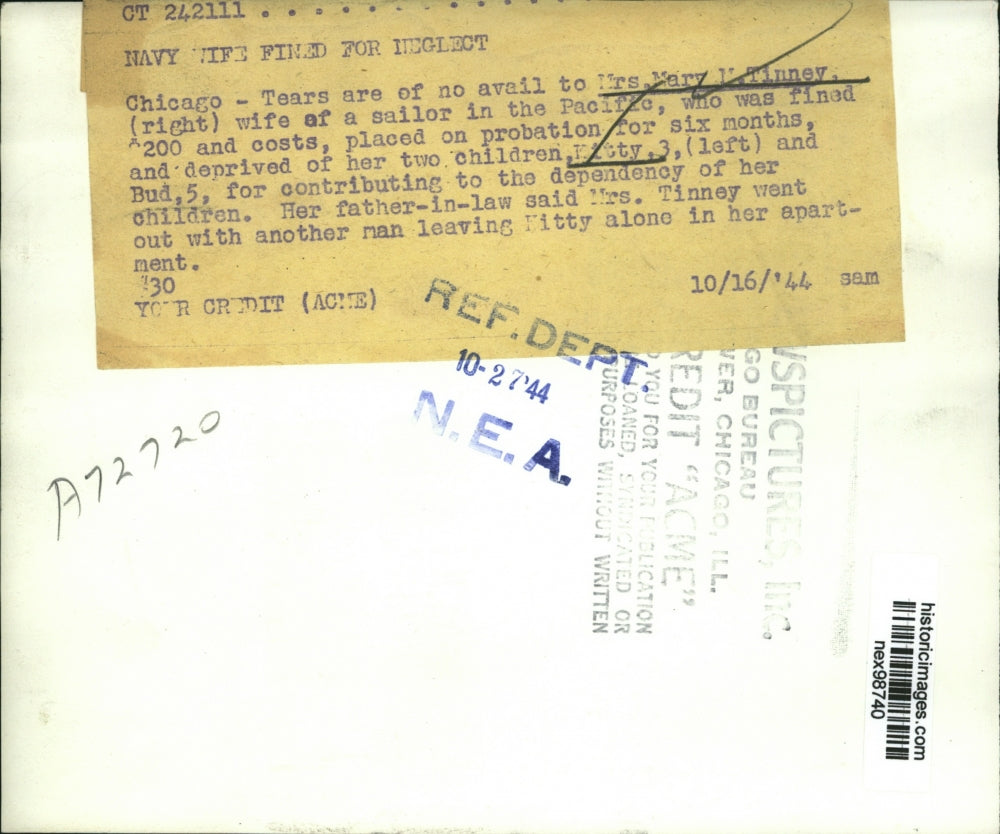 CT 242111 . . . . . . . . . . . .
NAVY WIFE FINED FOR NEGLECT
Chicago - Tears are of no avail to Mrs.Mary M.Tinney,
(right) wife of a sailor in the Pacific, who was fined
200 and costs, placed on probation for six months,
and deprived of her two children,Kitty,3,(left) and
Bud,5, for contributing to the dependency of her
children. Her father-in-law said Mrs. Tinney went
out with another man leaving Kitty alone in her apart-
ment.
30
YOUR CREDIT (ACME) 10/16/'44 sam
REF. DEPT.
10-27'44
N.E.A.
A72720
WSPICTURES, INC.
GO BUREAU
VER, CHICAGO, ILL.
REDIT "ACME"
D YOU FOR YOUR PUBLICATION
LOANED, SYNDICATED OR
URPOSES WITHOUT WRITTEN
historicimages.com
nex98740